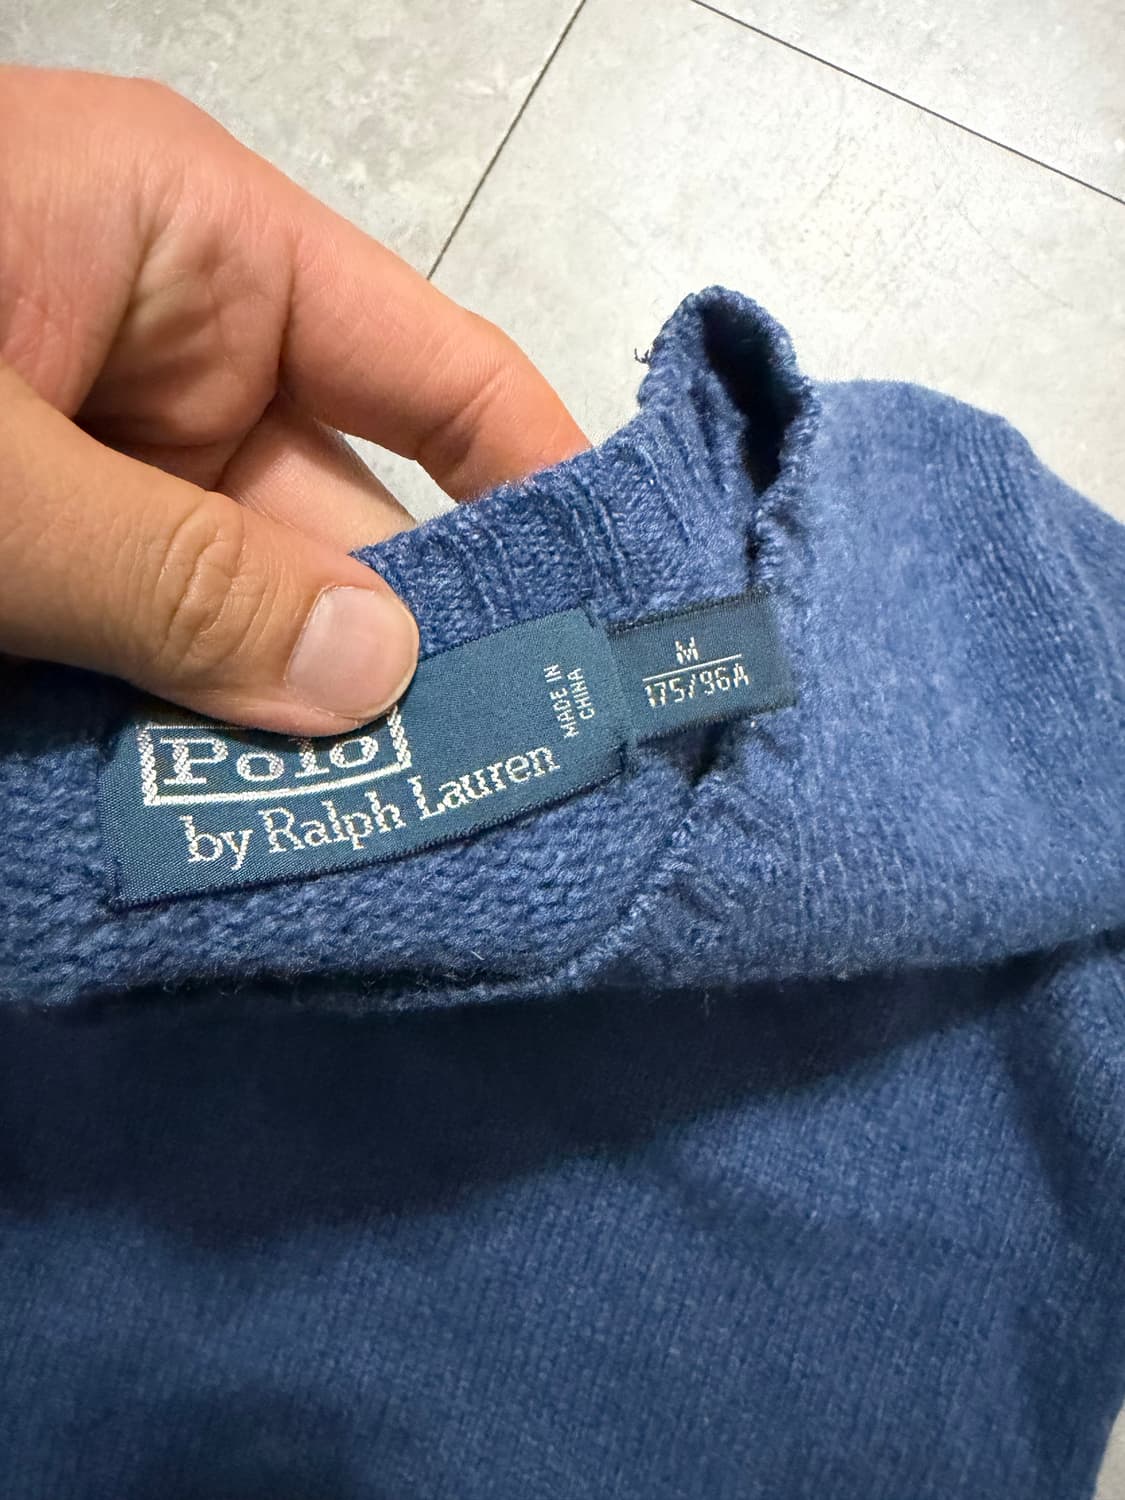 Polo
by Ralph Lauren
MADE IN
CHINA
M
175/96A